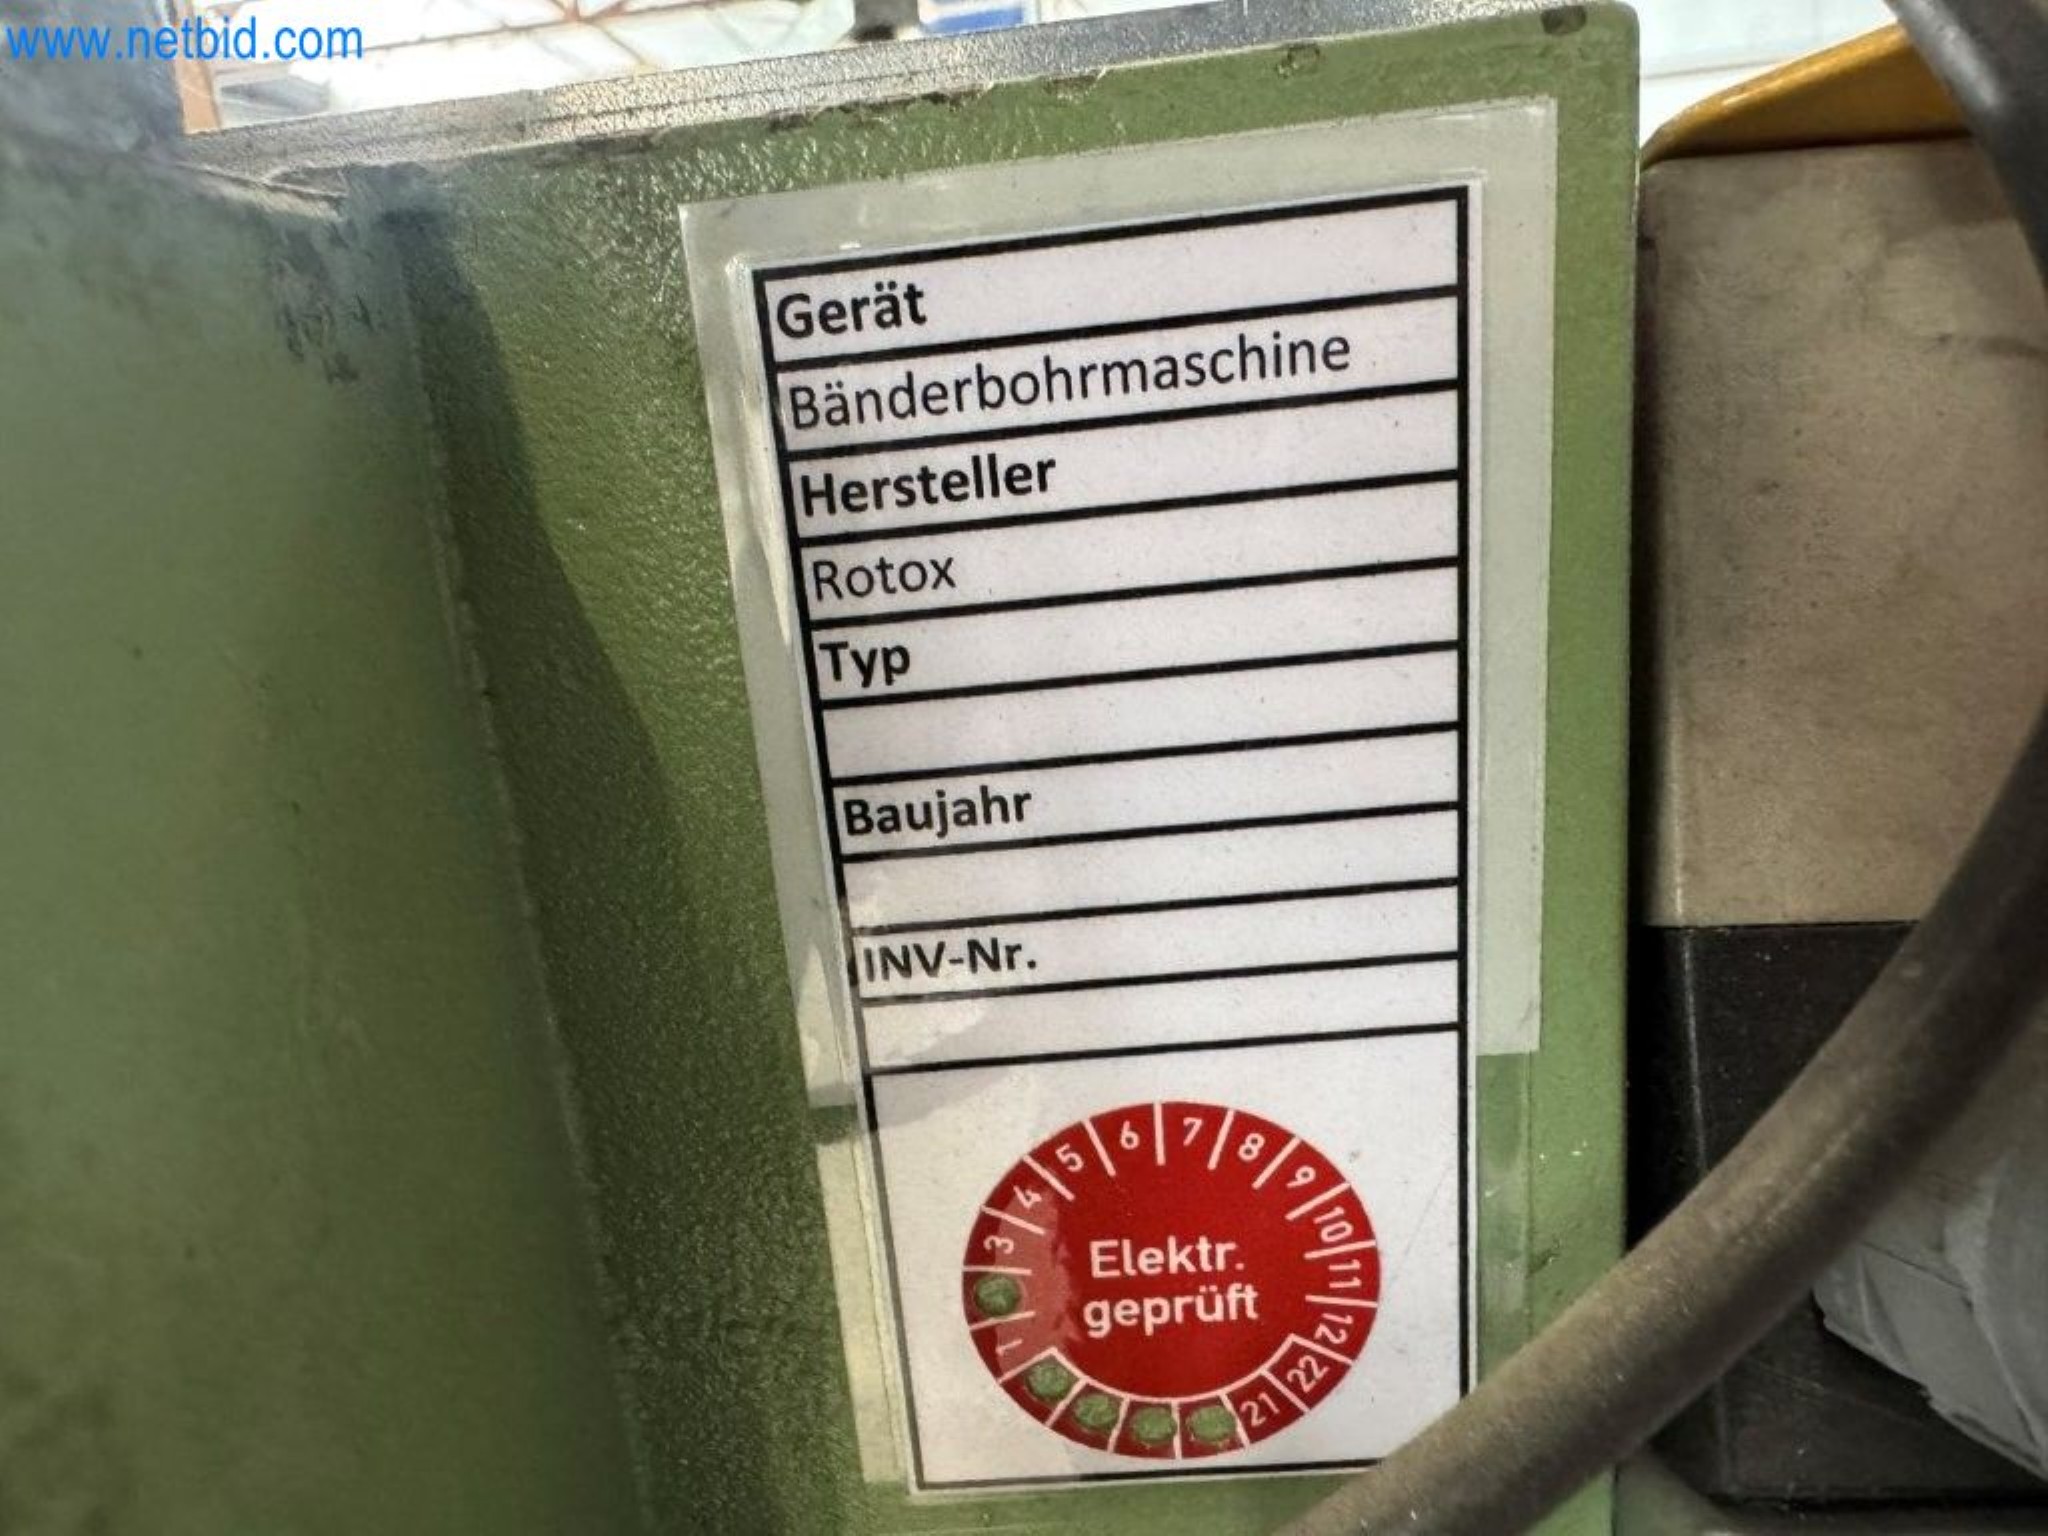 www.netbid.com
Gerät
Bänderbohrmaschine
Hersteller
Rotox
Typ
Baujahr
INV-Nr.
1 3 4 5 6 7 8 9 10 11 12
Elektr.
geprüft
21 22